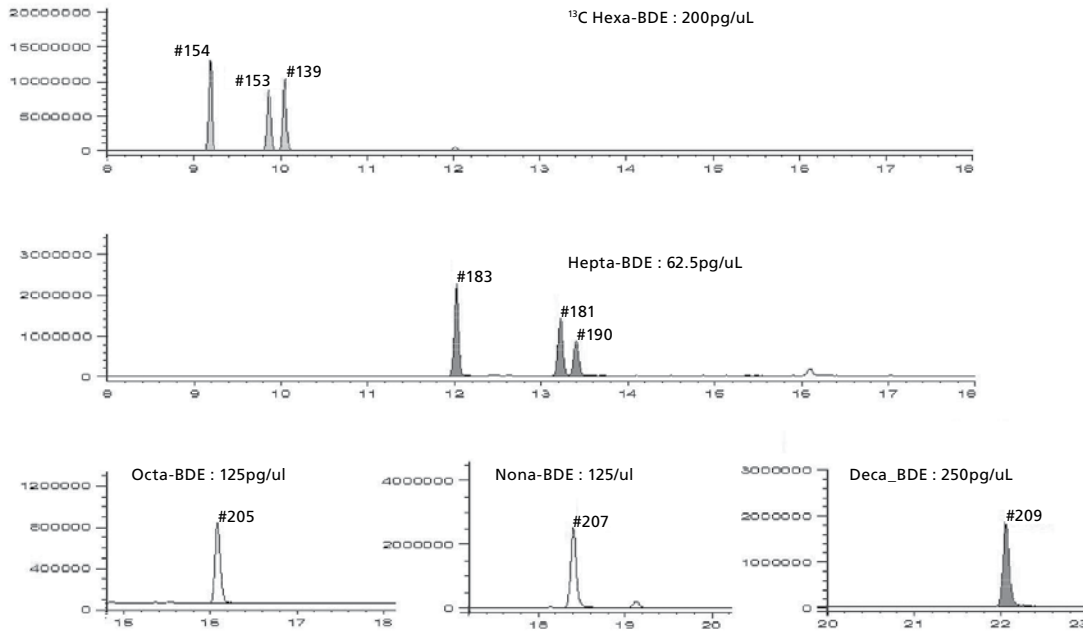 20000000
¹³C Hexa-BDE : 200pg/uL
15000000
#154
#153
#139
10000000
5000000
0
8 9 10 11 12 13 14 15 16 17 18
3000000
Hepta-BDE : 62.5pg/uL
#183
2000000
#181
#190
1000000
0
8 9 10 11 12 13 14 15 16 17 18
Octa-BDE : 125pg/ul
1200000
#205
800000
400000
0
15 16 17 18
Nona-BDE : 125/ul
4000000
#207
2000000
0
18 19 20
3000000
Deca_BDE : 250pg/uL
#209
2000000
1000000
0
20 21 22 23